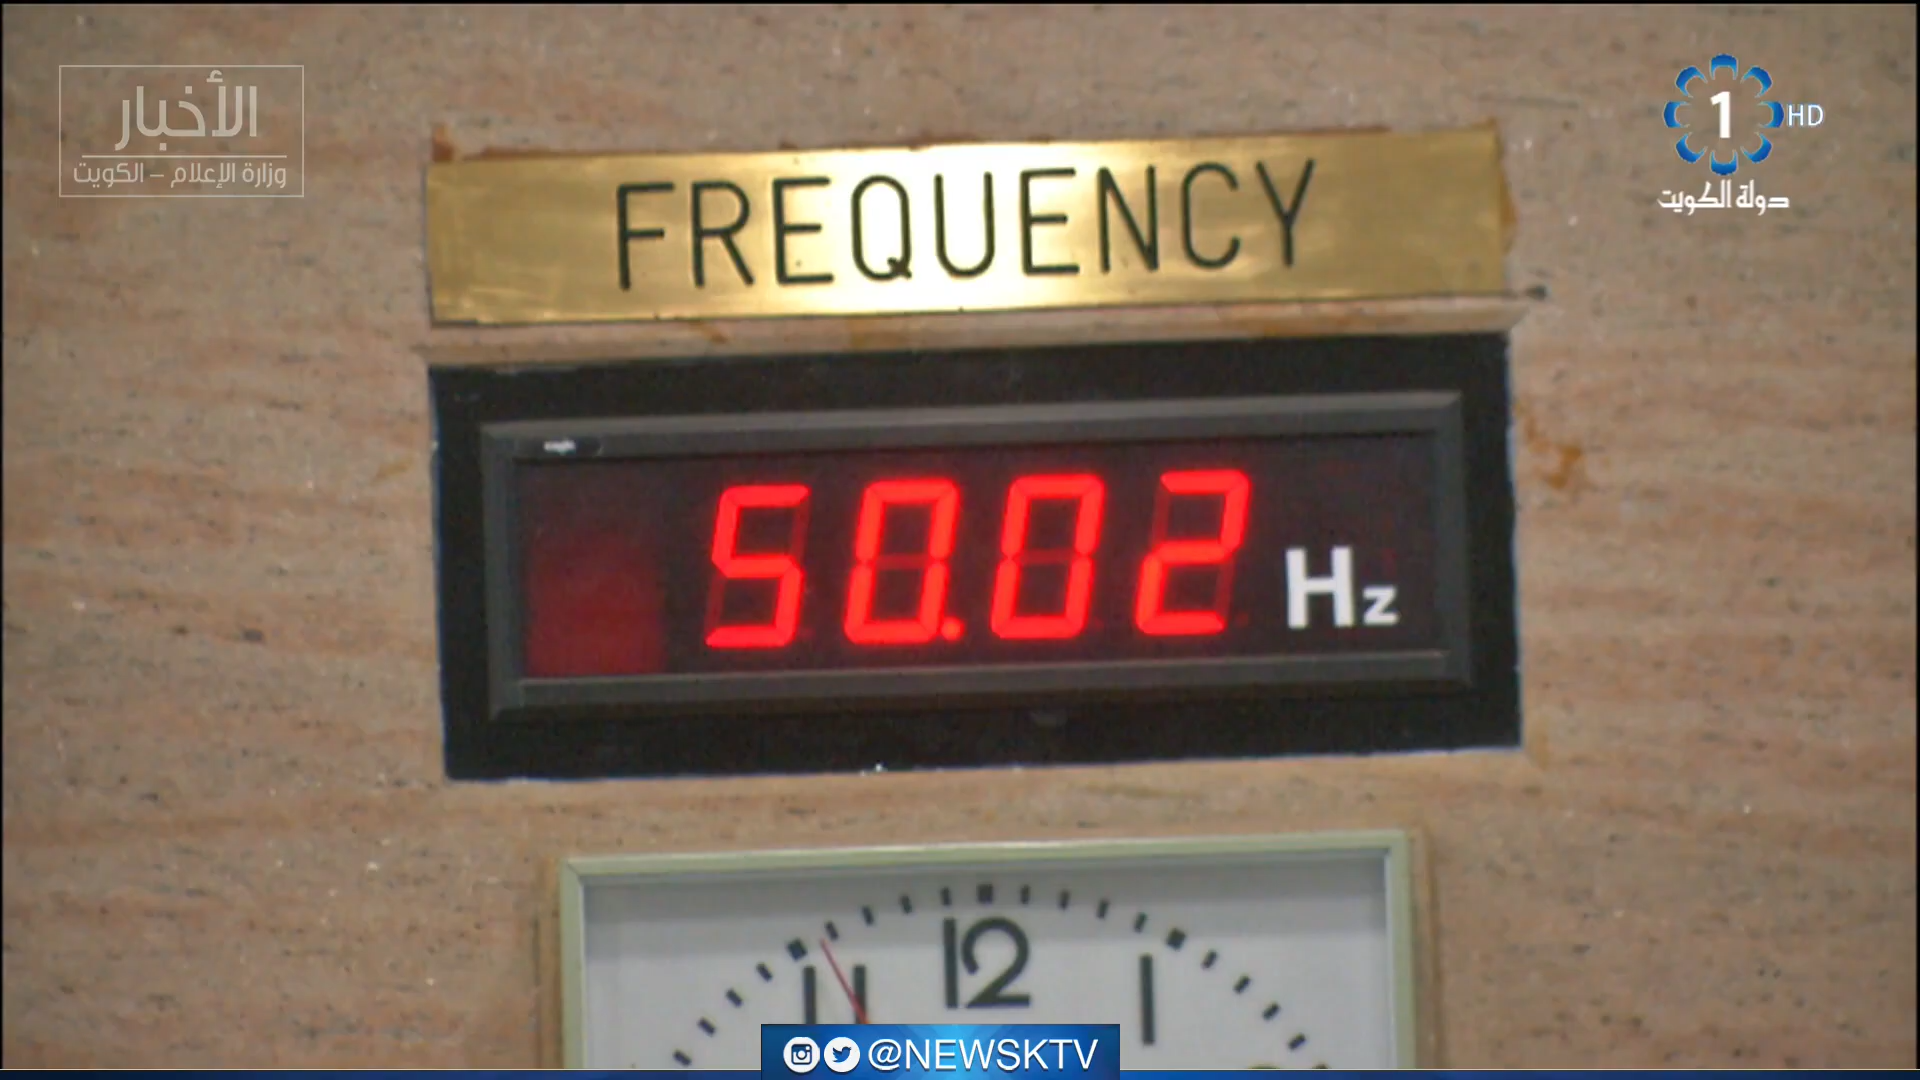 الأخبار
وزارة الإعلام – الكويت
1 HD
دولة الكويت
FREQUENCY
50.02 Hz
12
11
1
@NEWSKTV